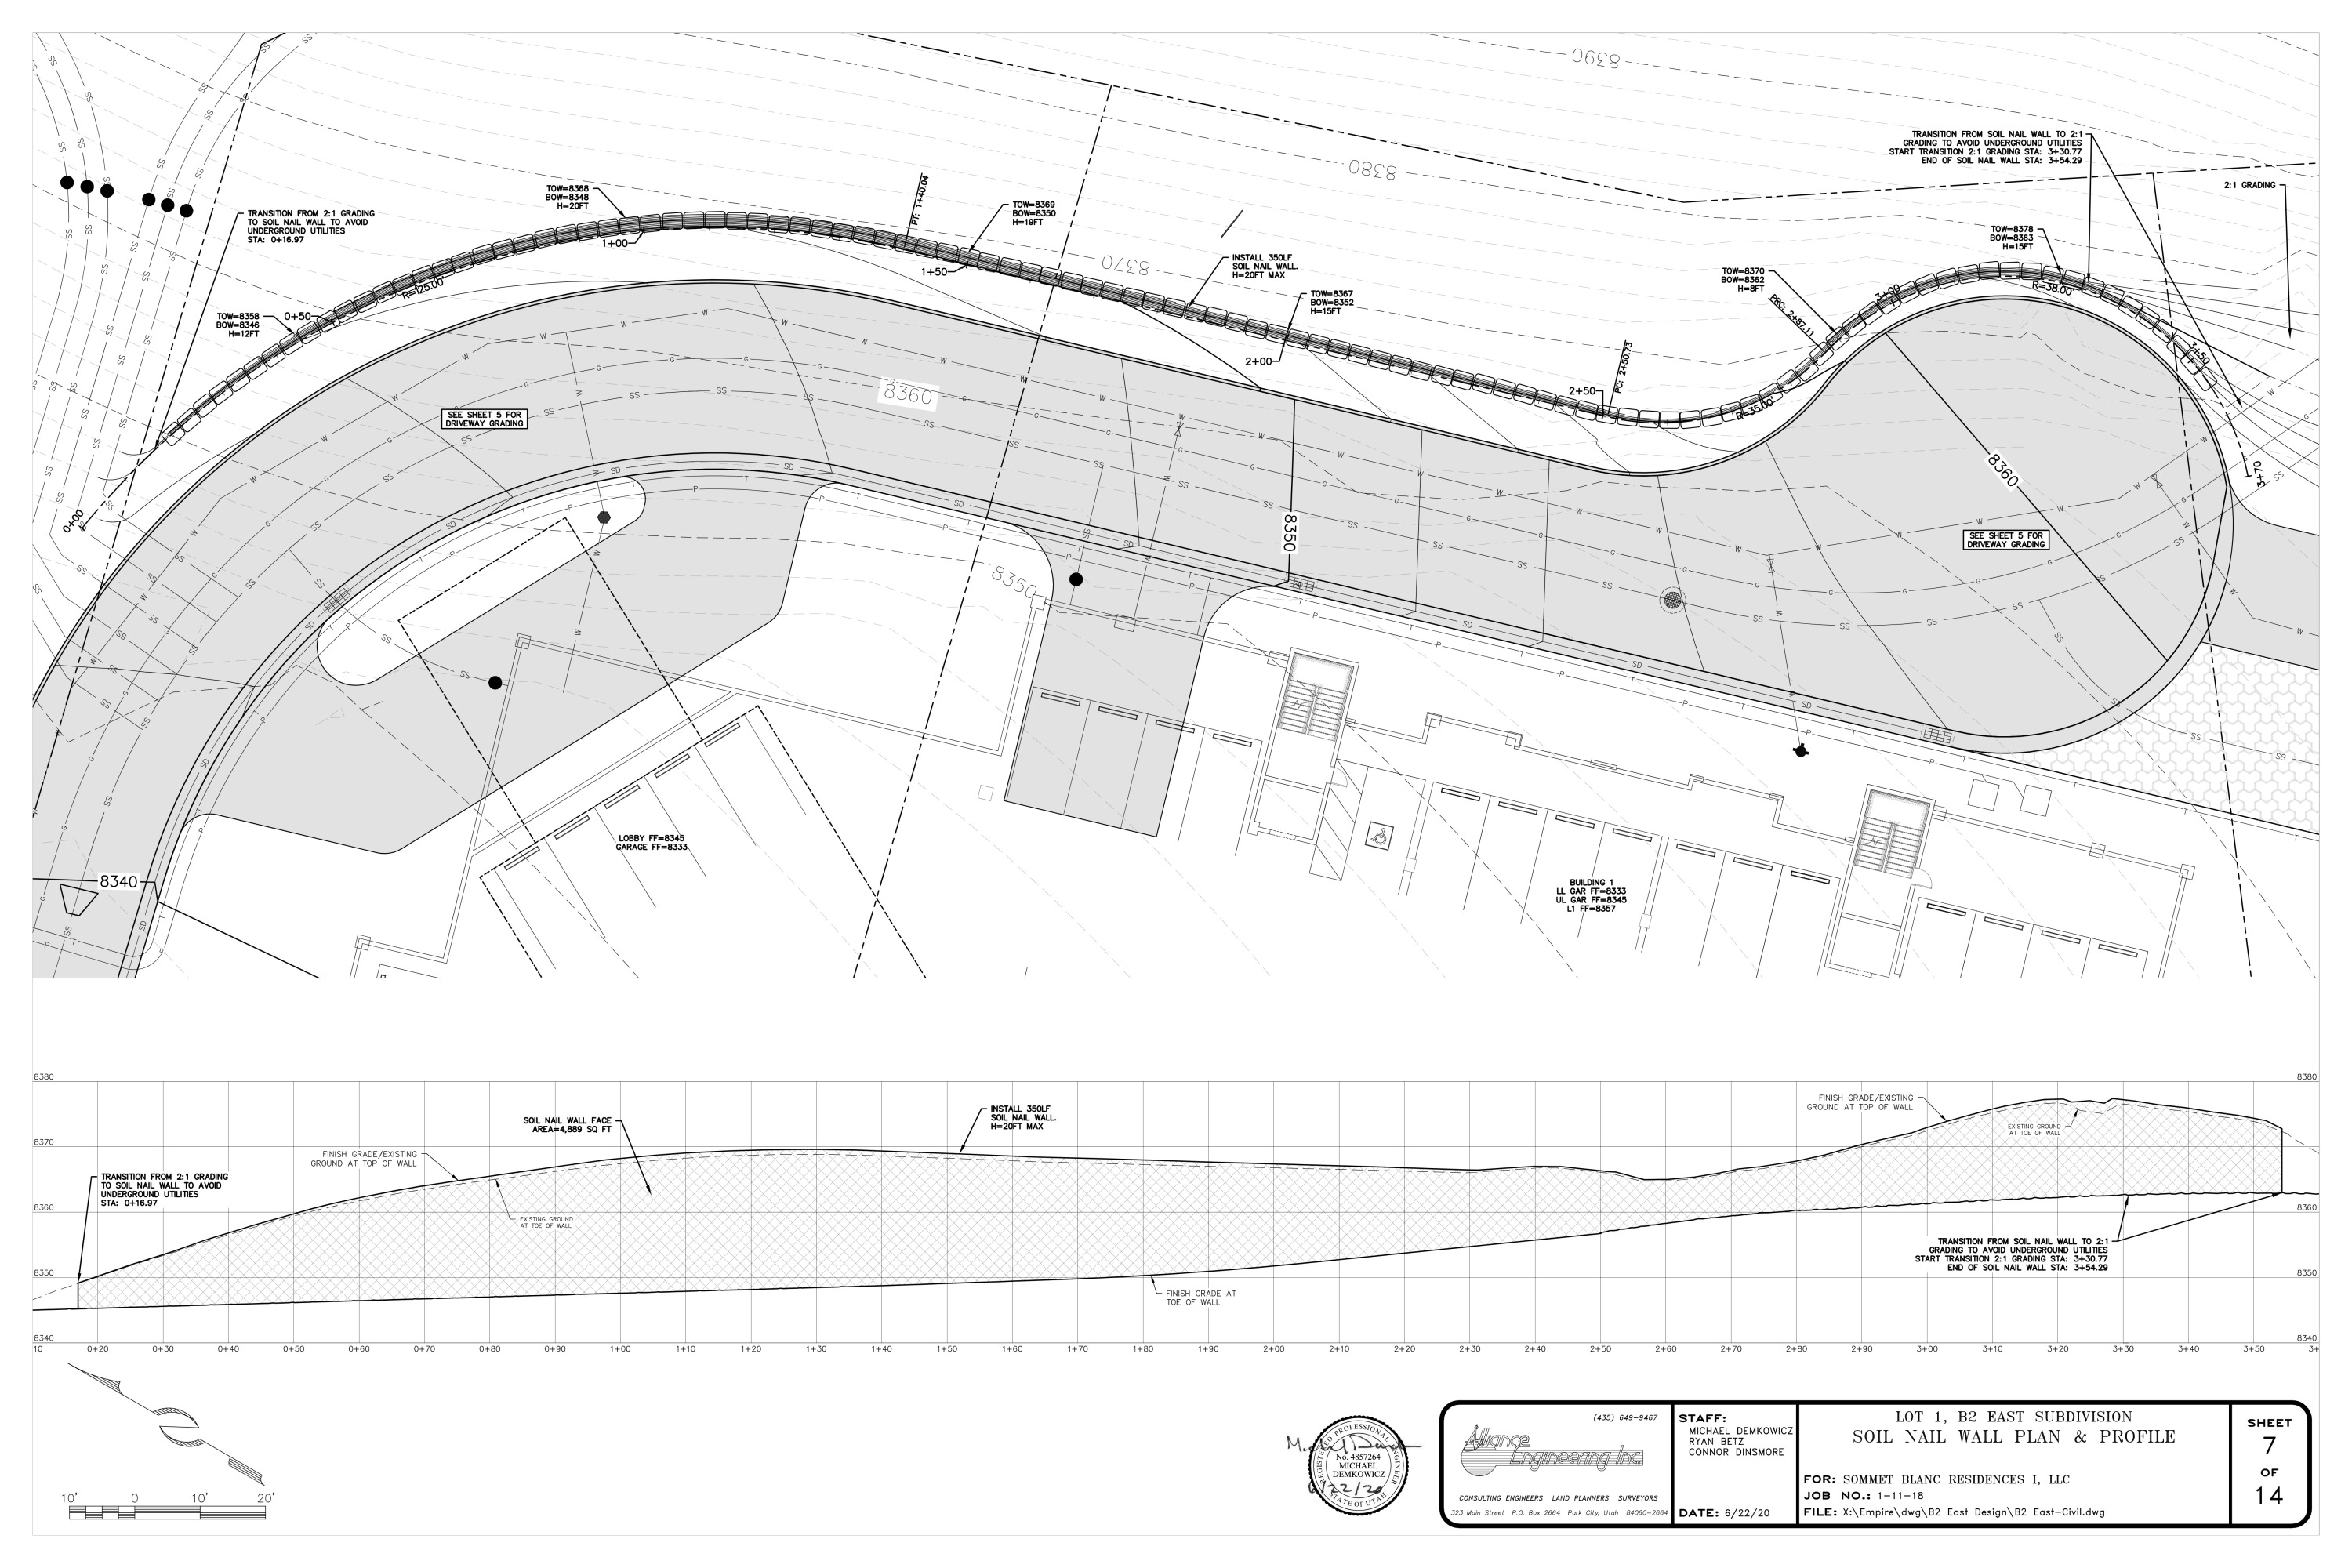 8390
8380
TRANSITION FROM SOIL NAIL WALL TO 2:1
GRADING TO AVOID UNDERGROUND UTILITIES
START TRANSITION 2:1 GRADING STA: 3+30.77
END OF SOIL NAIL WALL STA: 3+54.29
2:1 GRADING
TRANSITION FROM 2:1 GRADING
TO SOIL NAIL WALL TO AVOID
UNDERGROUND UTILITIES
STA: 0+16.97
TOW=8368
BOW=8348
H=20FT
1+00
PT: 1+40.04
TOW=8369
BOW=8350
H=19FT
1+50
8370
INSTALL 350LF
SOIL NAIL WALL.
H=20FT MAX
TOW=8367
BOW=8352
H=15FT
2+00
TOW=8378
BOW=8363
H=15FT
TOW=8370
BOW=8362
H=8FT
PRC: 2+87.11
3+00
R=38.00'
3+50
3+70
R=125.00'
TOW=8358
BOW=8346
H=12FT
0+50
PC: 2+50.73
2+50
R=35.00'
0+00
SEE SHEET 5 FOR
DRIVEWAY GRADING
8360
8360
8350
8350
SEE SHEET 5 FOR
DRIVEWAY GRADING
LOBBY FF=8345
GARAGE FF=8333
BUILDING 1
LL GAR FF=8333
UL GAR FF=8345
L1 FF=8357
8340
8380
8370
8360
8350
8340
8380
8370
8360
8350
8340
TRANSITION FROM 2:1 GRADING
TO SOIL NAIL WALL TO AVOID
UNDERGROUND UTILITIES
STA: 0+16.97
FINISH GRADE/EXISTING
GROUND AT TOP OF WALL
SOIL NAIL WALL FACE
AREA=4,889 SQ FT
EXISTING GROUND
AT TOE OF WALL
INSTALL 350LF
SOIL NAIL WALL.
H=20FT MAX
FINISH GRADE AT
TOE OF WALL
FINISH GRADE/EXISTING
GROUND AT TOP OF WALL
EXISTING GROUND
AT TOE OF WALL
TRANSITION FROM SOIL NAIL WALL TO 2:1
GRADING TO AVOID UNDERGROUND UTILITIES
START TRANSITION 2:1 GRADING STA: 3+30.77
END OF SOIL NAIL WALL STA: 3+54.29
10 0+20 0+30 0+40 0+50 0+60 0+70 0+80 0+90 1+00 1+10 1+20 1+30 1+40 1+50 1+60 1+70 1+80 1+90 2+00 2+10 2+20 2+30 2+40 2+50 2+60 2+70 2+80 2+90 3+00 3+10 3+20 3+30 3+40 3+50 3+
10' 0 10' 20'
REGISTERED PROFESSIONAL ENGINEER
No. 4857264
MICHAEL
DEMKOWICZ
6/22/20
STATE OF UTAH
(435) 649-9467
Alliance
Engineering Inc.
CONSULTING ENGINEERS LAND PLANNERS SURVEYORS
323 Main Street P.O. Box 2664 Park City, Utah 84060-2664
STAFF:
MICHAEL DEMKOWICZ
RYAN BETZ
CONNOR DINSMORE
DATE: 6/22/20
LOT 1, B2 EAST SUBDIVISION
SOIL NAIL WALL PLAN & PROFILE
FOR: SOMMET BLANC RESIDENCES I, LLC
JOB NO.: 1-11-18
FILE: X:\Empire\dwg\B2 East Design\B2 East-Civil.dwg
SHEET
7
OF
14